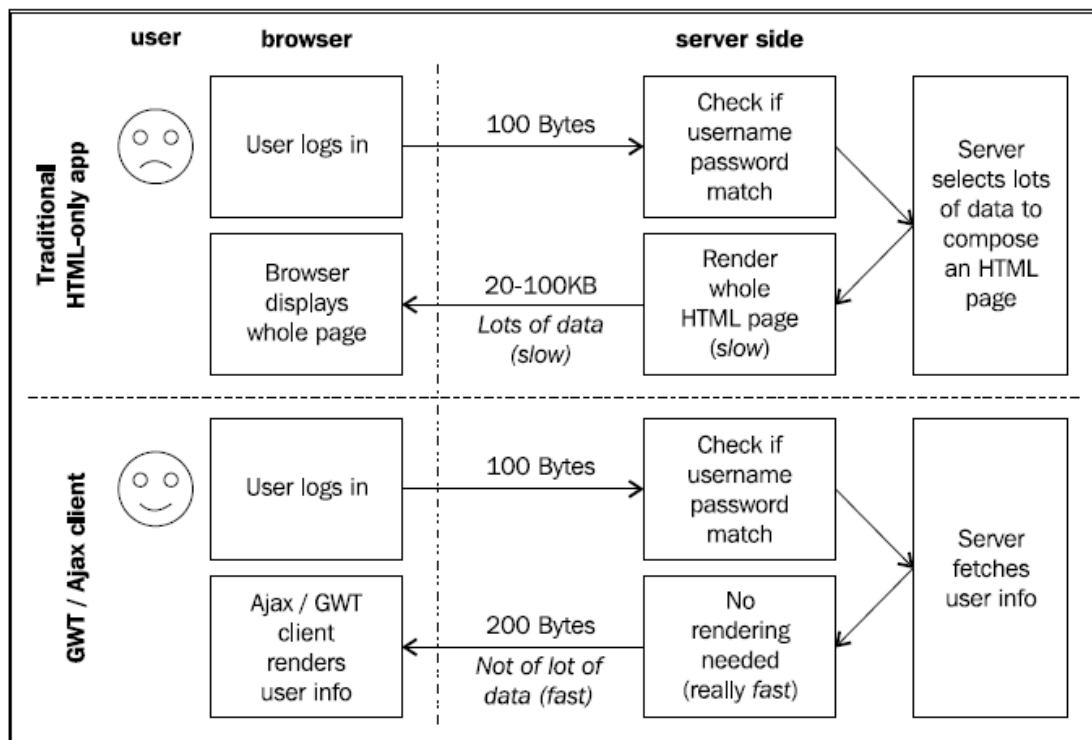 user
browser
server side
Traditional
HTML-only app
User logs in
100 Bytes
Check if
username
password
match
Server
selects lots
of data to
compose
an HTML
page
Browser
displays
whole page
20-100KB
Lots of data
(slow)
Render
whole
HTML page
(slow)
GWT / Ajax client
User logs in
100 Bytes
Check if
username
password
match
Server
fetches
user info
Ajax / GWT
client
renders
user info
200 Bytes
Not of lot of
data (fast)
No
rendering
needed
(really fast)